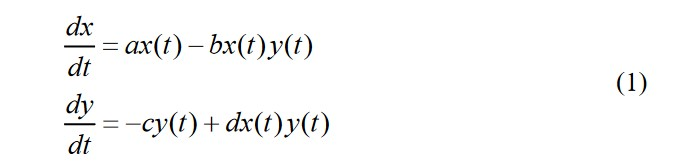 dx/dt = ax(t) – bx(t)y(t)
(1)
dy/dt = –cy(t) + dx(t)y(t)